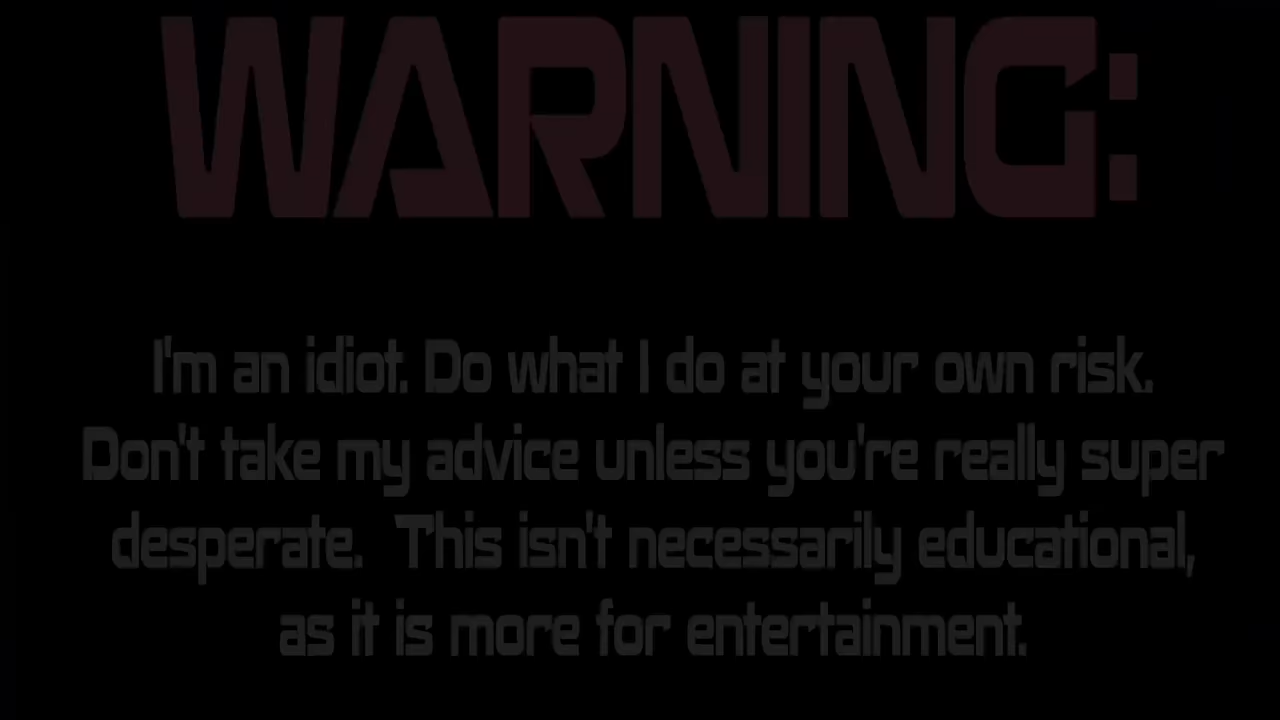 WARNING:
I'm an idiot. Do what I do at your own risk.
Don't take my advice unless you're really super
desperate.  This isn't necessarily educational,
as it is more for entertainment.